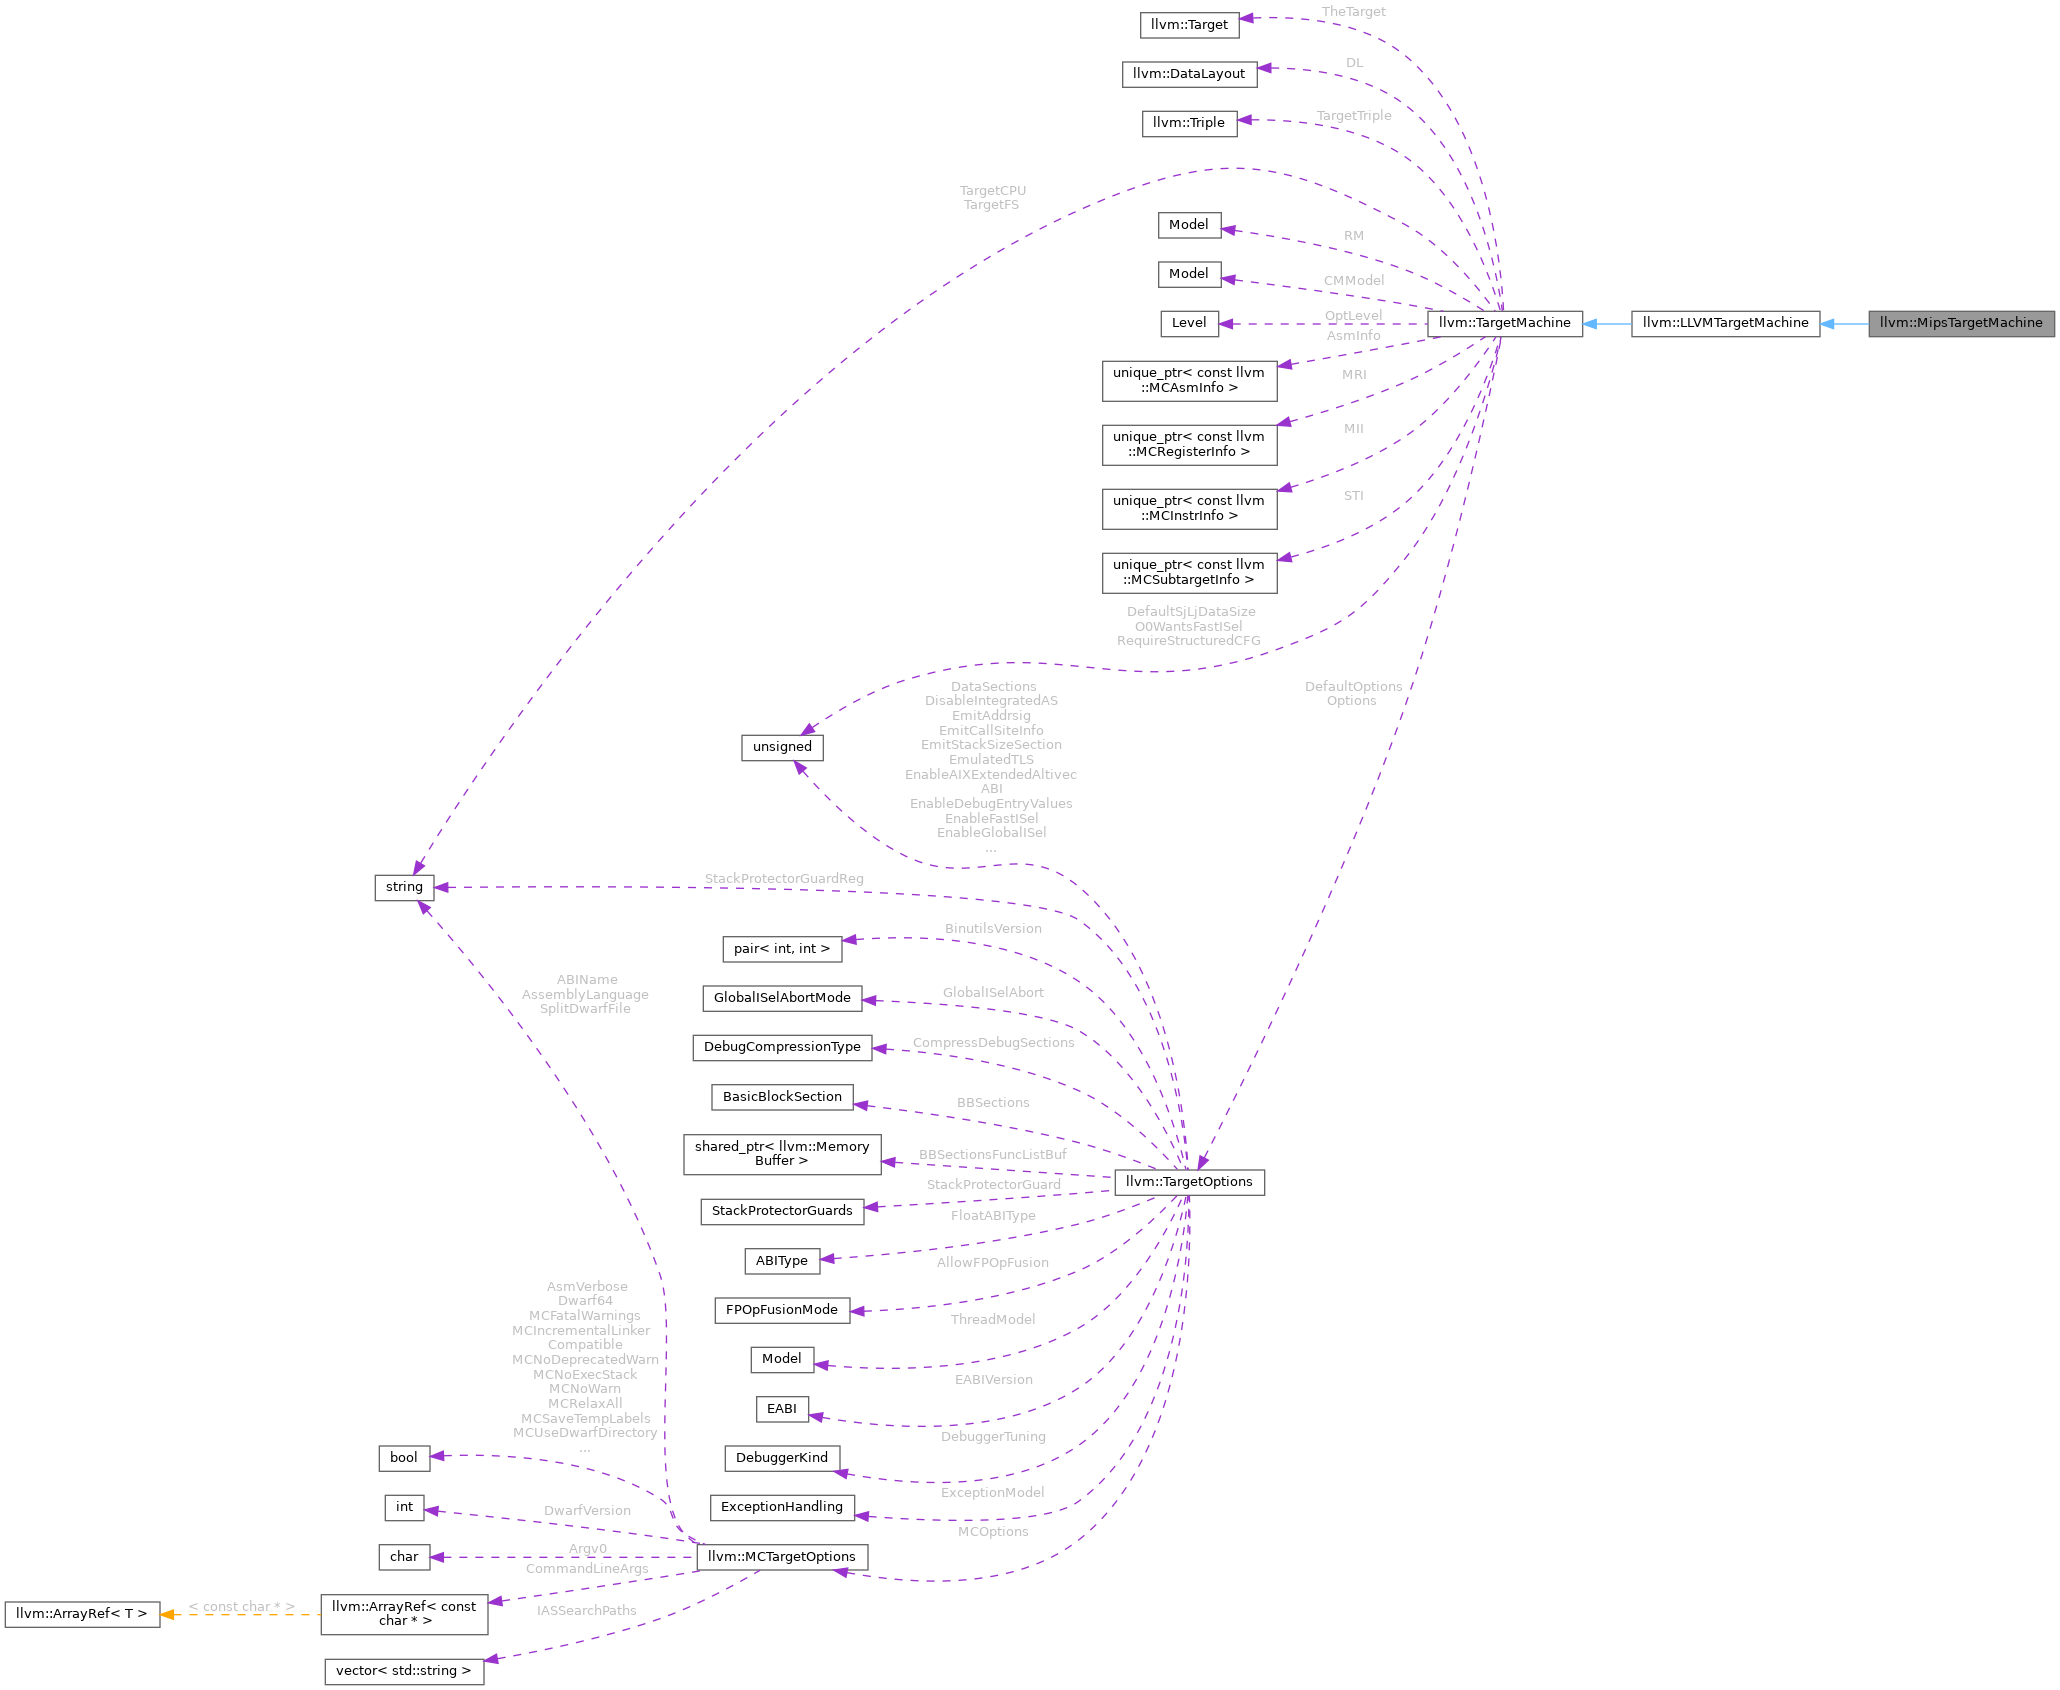 TheTarget
llvm::Target
DL
llvm::DataLayout
TargetTriple
llvm::Triple
TargetCPU
TargetFS
Model
RM
Model
CMModel
OptLevel
Level
llvm::TargetMachine
llvm::LLVMTargetMachine
llvm::MipsTargetMachine
AsmInfo
unique_ptr< const llvm
::MCAsmInfo >
MRI
unique_ptr< const llvm
::MCRegisterInfo >
MII
unique_ptr< const llvm
::MCInstrInfo >
STI
unique_ptr< const llvm
::MCSubtargetInfo >
DefaultSjLjDataSize
O0WantsFastISel
RequireStructuredCFG
DefaultOptions
Options
unsigned
DataSections
DisableIntegratedAS
EmitAddrsig
EmitCallSiteInfo
EmitStackSizeSection
EmulatedTLS
EnableAIXExtendedAltivec
ABI
EnableDebugEntryValues
EnableFastISel
EnableGlobalISel
...
string
StackProtectorGuardReg
BinutilsVersion
pair< int, int >
GlobalISelAbort
GlobalISelAbortMode
ABIName
AssemblyLanguage
SplitDwarfFile
CompressDebugSections
DebugCompressionType
BasicBlockSection
BBSections
shared_ptr< llvm::Memory
Buffer >
BBSectionsFuncListBuf
llvm::TargetOptions
StackProtectorGuard
StackProtectorGuards
FloatABIType
ABIType
AllowFPOpFusion
FPOpFusionMode
ThreadModel
Model
EABIVersion
EABI
DebuggerTuning
DebuggerKind
ExceptionModel
ExceptionHandling
MCOptions
AsmVerbose
Dwarf64
MCFatalWarnings
MCIncrementalLinker
Compatible
MCNoDeprecatedWarn
MCNoExecStack
MCNoWarn
MCRelaxAll
MCSaveTempLabels
MCUseDwarfDirectory
...
bool
int
DwarfVersion
char
Argv0
llvm::MCTargetOptions
CommandLineArgs
llvm::ArrayRef< T >
< const char * >
llvm::ArrayRef< const
char * >
IASSearchPaths
vector< std::string >